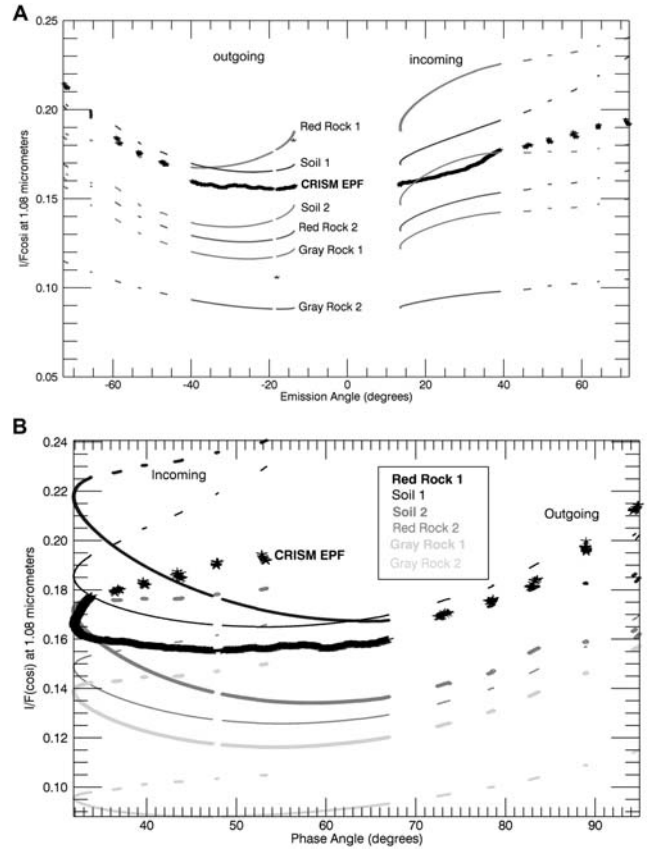 A
0.25
0.20
0.15
0.10
0.05
I/Fcosi at 1.08 micrometers
outgoing
incoming
Red Rock 1
Soil 1
CRISM EPF
Soil 2
Red Rock 2
Gray Rock 1
Gray Rock 2
-60 -40 -20 0 20 40 60
Emission Angle (degrees)
B
0.24
0.22
0.20
0.18
0.16
0.14
0.12
0.10
I/F(cosi) at 1.08 micrometers
Incoming
CRISM EPF
Red Rock 1
Soil 1
Soil 2
Red Rock 2
Gray Rock 1
Gray Rock 2
Outgoing
40 50 60 70 80 90
Phase Angle (degrees)